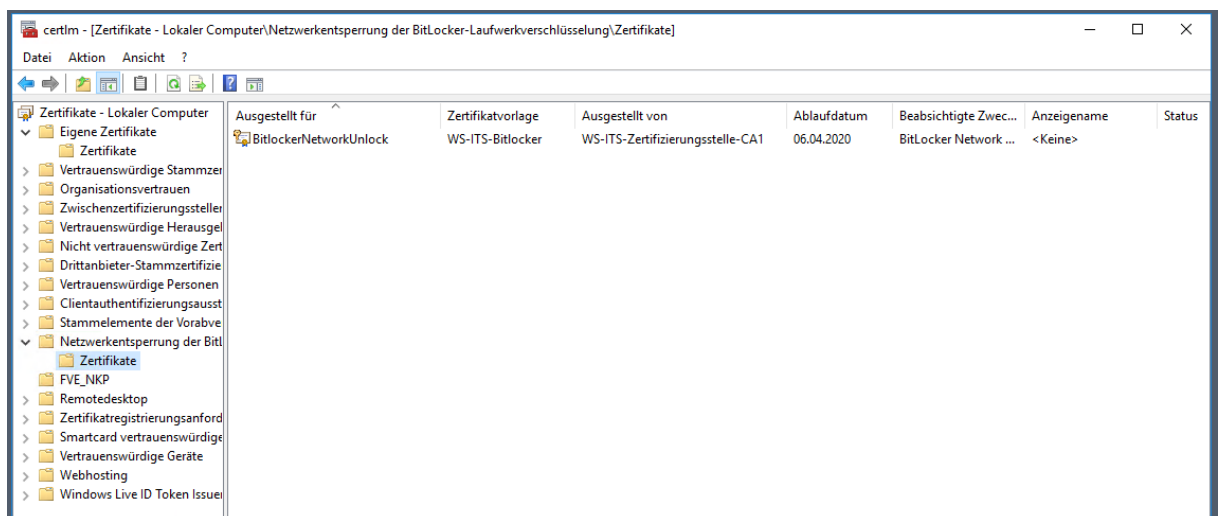 certlm - [Zertifikate - Lokaler Computer\Netzwerkentsperrung der BitLocker-Laufwerkverschlüsselung\Zertifikate]
Datei Aktion Ansicht ?
Zertifikate - Lokaler Computer
Eigene Zertifikate
Zertifikate
Vertrauenswürdige Stammzer
Organisationsvertrauen
Zwischenzertifizierungsstellen
Vertrauenswürdige Herausgel
Nicht vertrauenswürdige Zert
Drittanbieter-Stammzertifizie
Vertrauenswürdige Personen
Clientauthentifizierungsausst
Stammelemente der Vorabve
Netzwerkentsperrung der Bitl
Zertifikate
FVE_NKP
Remotedesktop
Zertifikatregistrierungsanford
Smartcard vertrauenswürdige
Vertrauenswürdige Geräte
Webhosting
Windows Live ID Token Issuer
Ausgestellt für Zertifikatvorlage Ausgestellt von Ablaufdatum Beabsichtigte Zwec... Anzeigename Status
BitlockerNetworkUnlock WS-ITS-Bitlocker WS-ITS-Zertifizierungsstelle-CA1 06.04.2020 BitLocker Network ... <Keine>